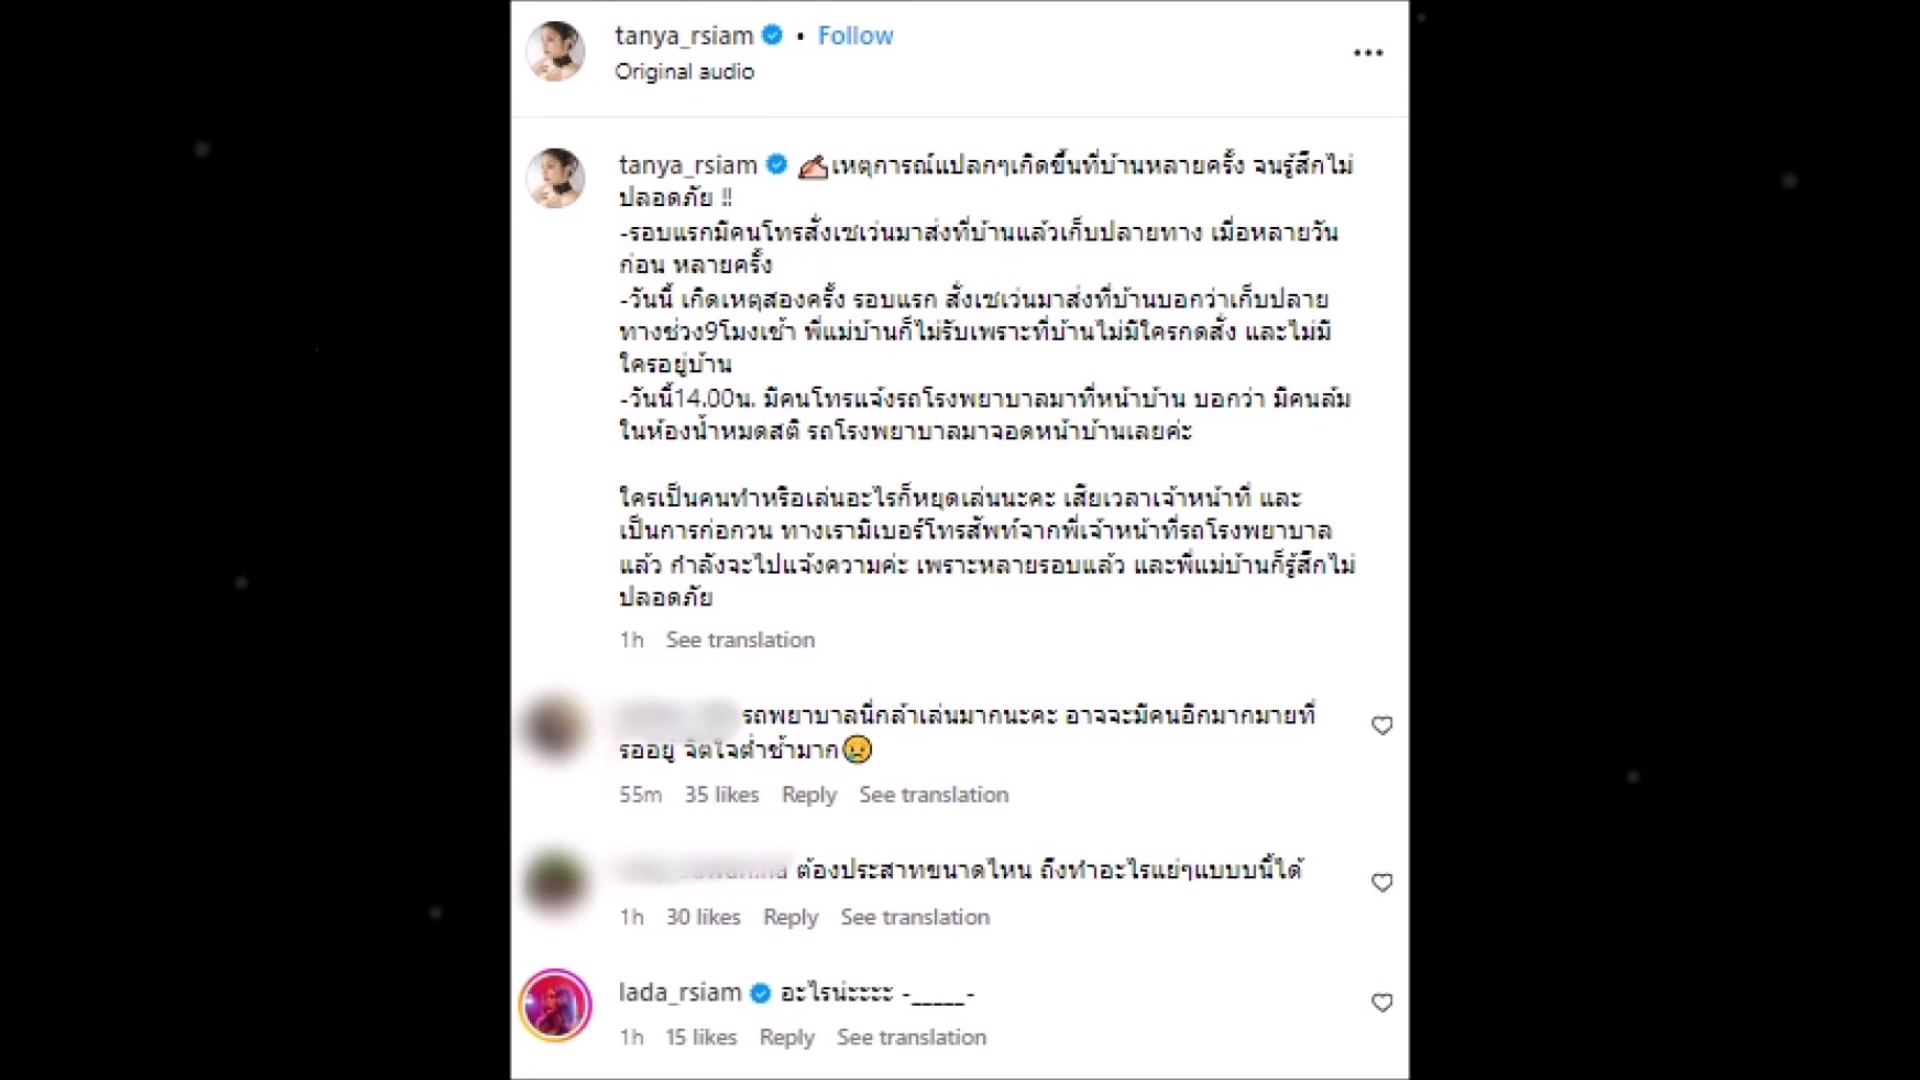 tanya_rsiam • Follow
Original audio
tanya_rsiam ✍เหตุการณ์แปลกๆเกิดขึ้นที่บ้านหลายครั้ง จนรู้สึกไม่
ปลอดภัย !!
-รอบแรกมีคนโทรสั่งเซเว่นมาส่งที่บ้านแล้วเก็บปลายทาง เมื่อหลายวัน
ก่อน หลายครั้ง
-วันนี้ เกิดเหตุสองครั้ง รอบแรก สั่งเซเว่นมาส่งที่บ้านบอกว่าเก็บปลาย
ทางช่วง9โมงเช้า พี่แม่บ้านก็ไม่รับเพราะที่บ้านไม่มีใครกดสั่ง และไม่มี
ใครอยู่บ้าน
-วันนี้14.00น. มีคนโทรแจ้งรถโรงพยาบาลมาที่หน้าบ้าน บอกว่า มีคนล้ม
ในห้องน้ำหมดสติ รถโรงพยาบาลมาจอดหน้าบ้านเลยค่ะ
ใครเป็นคนทำหรือเล่นอะไรก็หยุดเล่นนะคะ เสียเวลาเจ้าหน้าที่ และ
เป็นการก่อกวน ทางเรามีเบอร์โทรสัพท์จากพี่เจ้าหน้าที่รถโรงพยาบาล
แล้ว กำลังจะไปแจ้งความค่ะ เพราะหลายรอบแล้ว และพี่แม่บ้านก็รู้สึกไม่
ปลอดภัย
1h See translation
รถพยาบาลนี่กล้าเล่นมากนะคะ อาจจะมีคนอีกมากมายที่
รออยู่ จิตใจต่ำช้ามาก😥
55m 35 likes Reply See translation
ต้องประสาทขนาดไหน ถึงทำอะไรแย่ๆแบบบนี้ได้
1h 30 likes Reply See translation
lada_rsiam อะไรน่ะะะะ -_____-
1h 15 likes Reply See translation